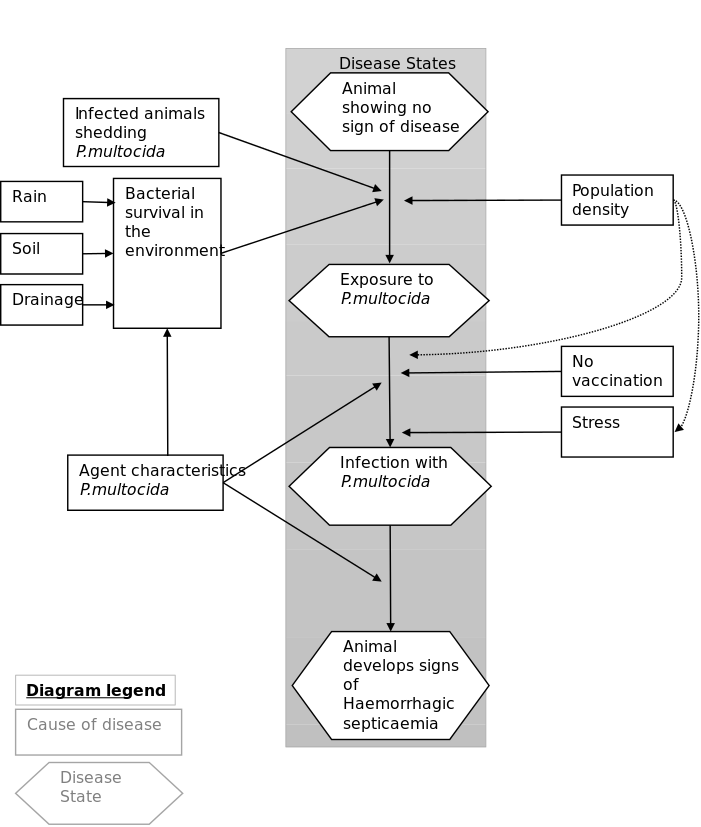 Disease States
Animal
showing no
sign of disease
Infected animals
shedding
P.multocida
Rain
Soil
Drainage
Bacterial
survival in
the
environment
Population
density
Exposure to
P.multocida
No
vaccination
Stress
Agent characteristics
P.multocida
Infection with
P.multocida
Animal
develops signs
of
Haemorrhagic
septicaemia
Diagram legend
Cause of disease
Disease
State